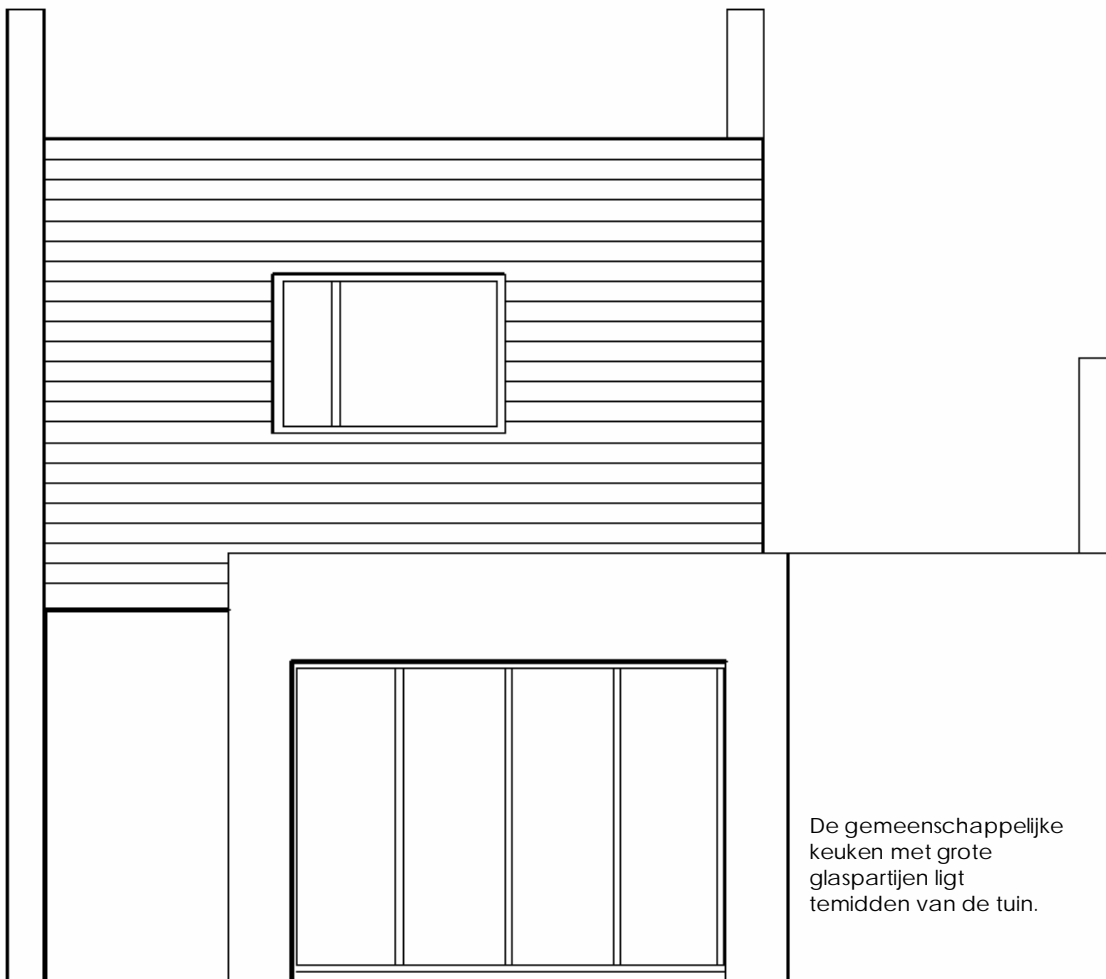 De gemeenschappelijke
keuken met grote
glaspartijen ligt
temidden van de tuin.